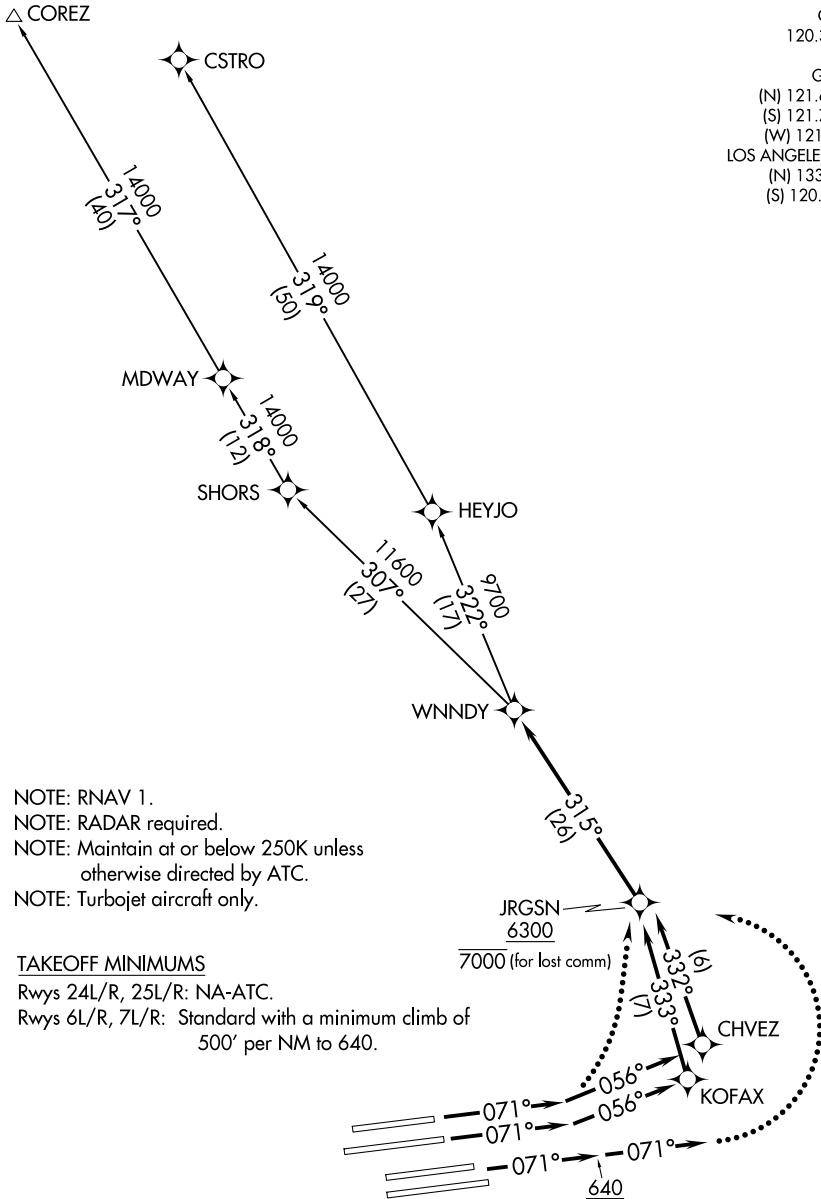 COREZ
CSTRO
120.3
(N) 121.
(S) 121.
(W) 121
LOS ANGELE
(N) 133
(S) 120.
14000
317°
(40)
14000
319°
(50)
MDWAY
14000
318°
(12)
SHORS
HEYJO
11600
307°
(27)
9700
322°
(17)
WNNDY
315°
(26)
NOTE: RNAV 1.
NOTE: RADAR required.
NOTE: Maintain at or below 250K unless
otherwise directed by ATC.
NOTE: Turbojet aircraft only.
JRGSN
6300
7000 (for lost comm)
(6)
332°
333°
(7)
TAKEOFF MINIMUMS
Rwys 24L/R, 25L/R: NA-ATC.
Rwys 6L/R, 7L/R: Standard with a minimum climb of
500' per NM to 640.
CHVEZ
KOFAX
071° 056°
071° 056°
071° 071°
640